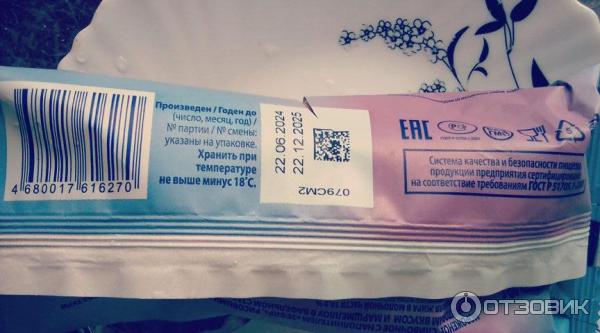 Произведен / Годен до
(число, месяц, год) /
№ партии / № смены:
указаны на упаковке.
Хранить при
температуре
не выше минус 18°C.
4 680017 616270
22.06.2024
22.12.2025
079СМ2
EAC
Система качества и безопасности пищевой
продукции предприятия сертифицирована
на соответствие требованиям ГОСТ Р
ОТЗОВИК